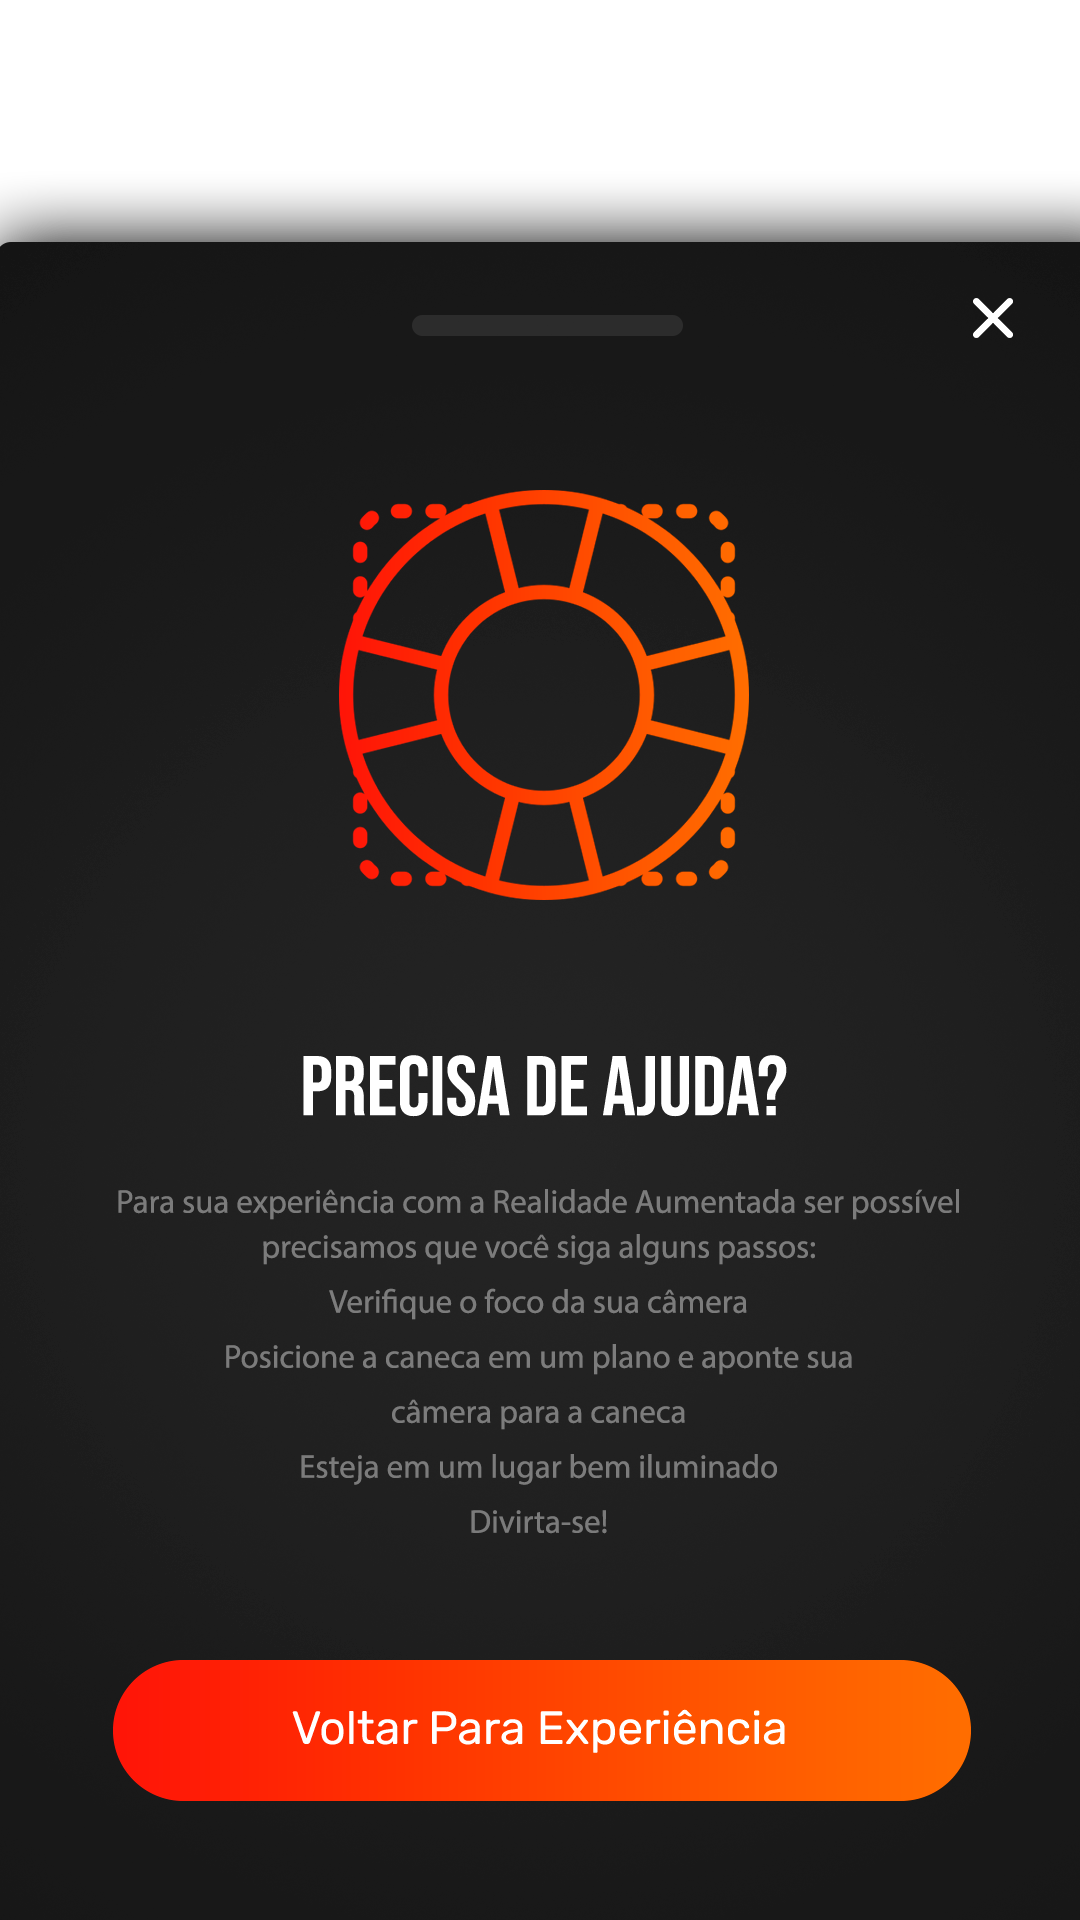 PRECISA DE AJUDA?
Para sua experiência com a Realidade Aumentada ser possível
precisamos que você siga alguns passos:
Verifique o foco da sua câmera
Posicione a caneca em um plano e aponte sua
câmera para a caneca
Esteja em um lugar bem iluminado
Divirta-se!
Voltar Para Experiência